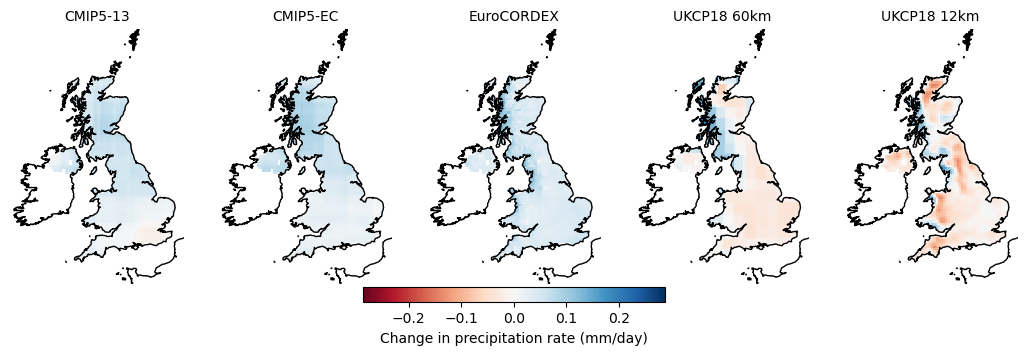 CMIP5-13 CMIP5-EC EuroCORDEX UKCP18 60km UKCP18 12km
−0.2 −0.1 0.0 0.1 0.2
Change in precipitation rate (mm/day)